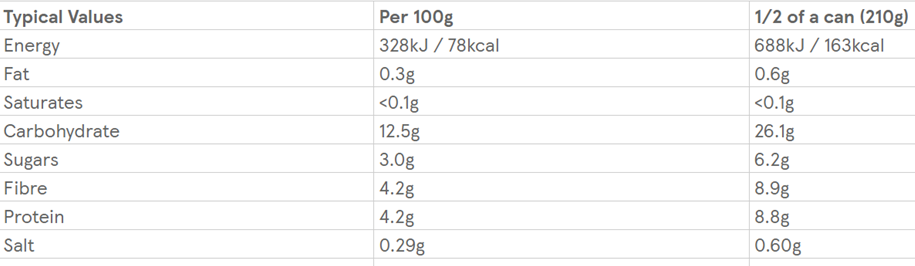 Typical Values Per 100g 1/2 of a can (210g)
Energy 328kJ / 78kcal 688kJ / 163kcal
Fat 0.3g 0.6g
Saturates <0.1g <0.1g
Carbohydrate 12.5g 26.1g
Sugars 3.0g 6.2g
Fibre 4.2g 8.9g
Protein 4.2g 8.8g
Salt 0.29g 0.60g